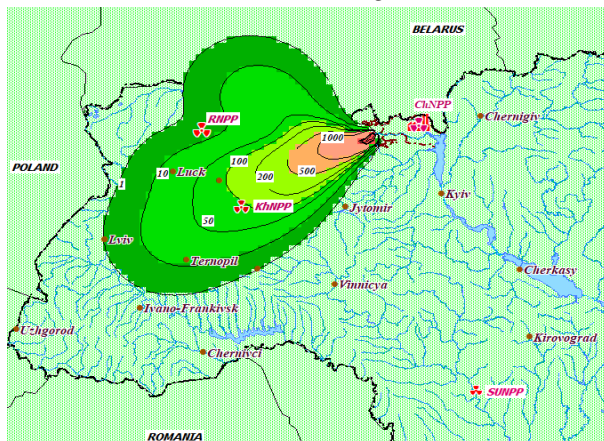 BELARUS
ChNPP
Chernigiv
RNPP
1000
POLAND
Luck
100
10
500
200
1
KhNPP
50
Jytomir
Kyiv
Lviv
Ternopil
Cherkasy
Vinnicya
Ivano-Frankivsk
Uzhgorod
Kirovograd
Chernivci
SUNPP
ROMANIA